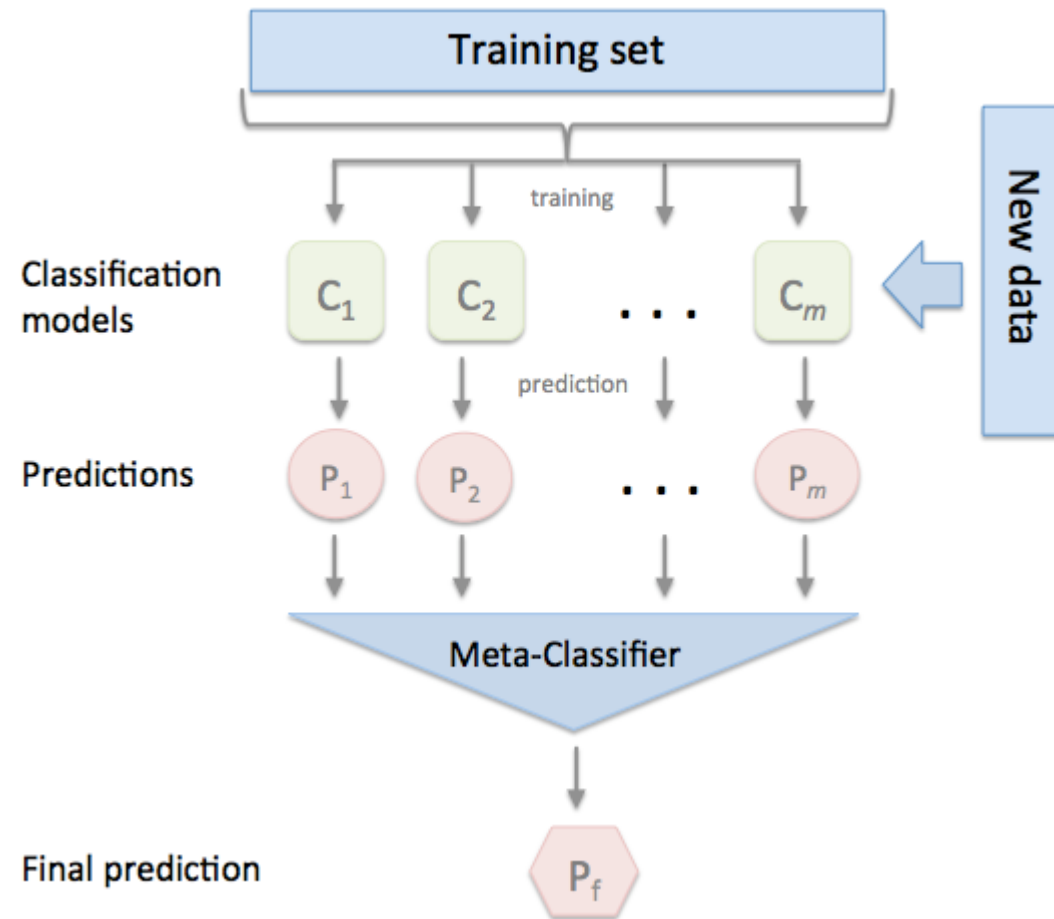 Training set
training
New data
Classification
models
C1
C2
. . .
Cm
prediction
Predictions
P1
P2
. . .
Pm
Meta-Classifier
Final prediction
Pf